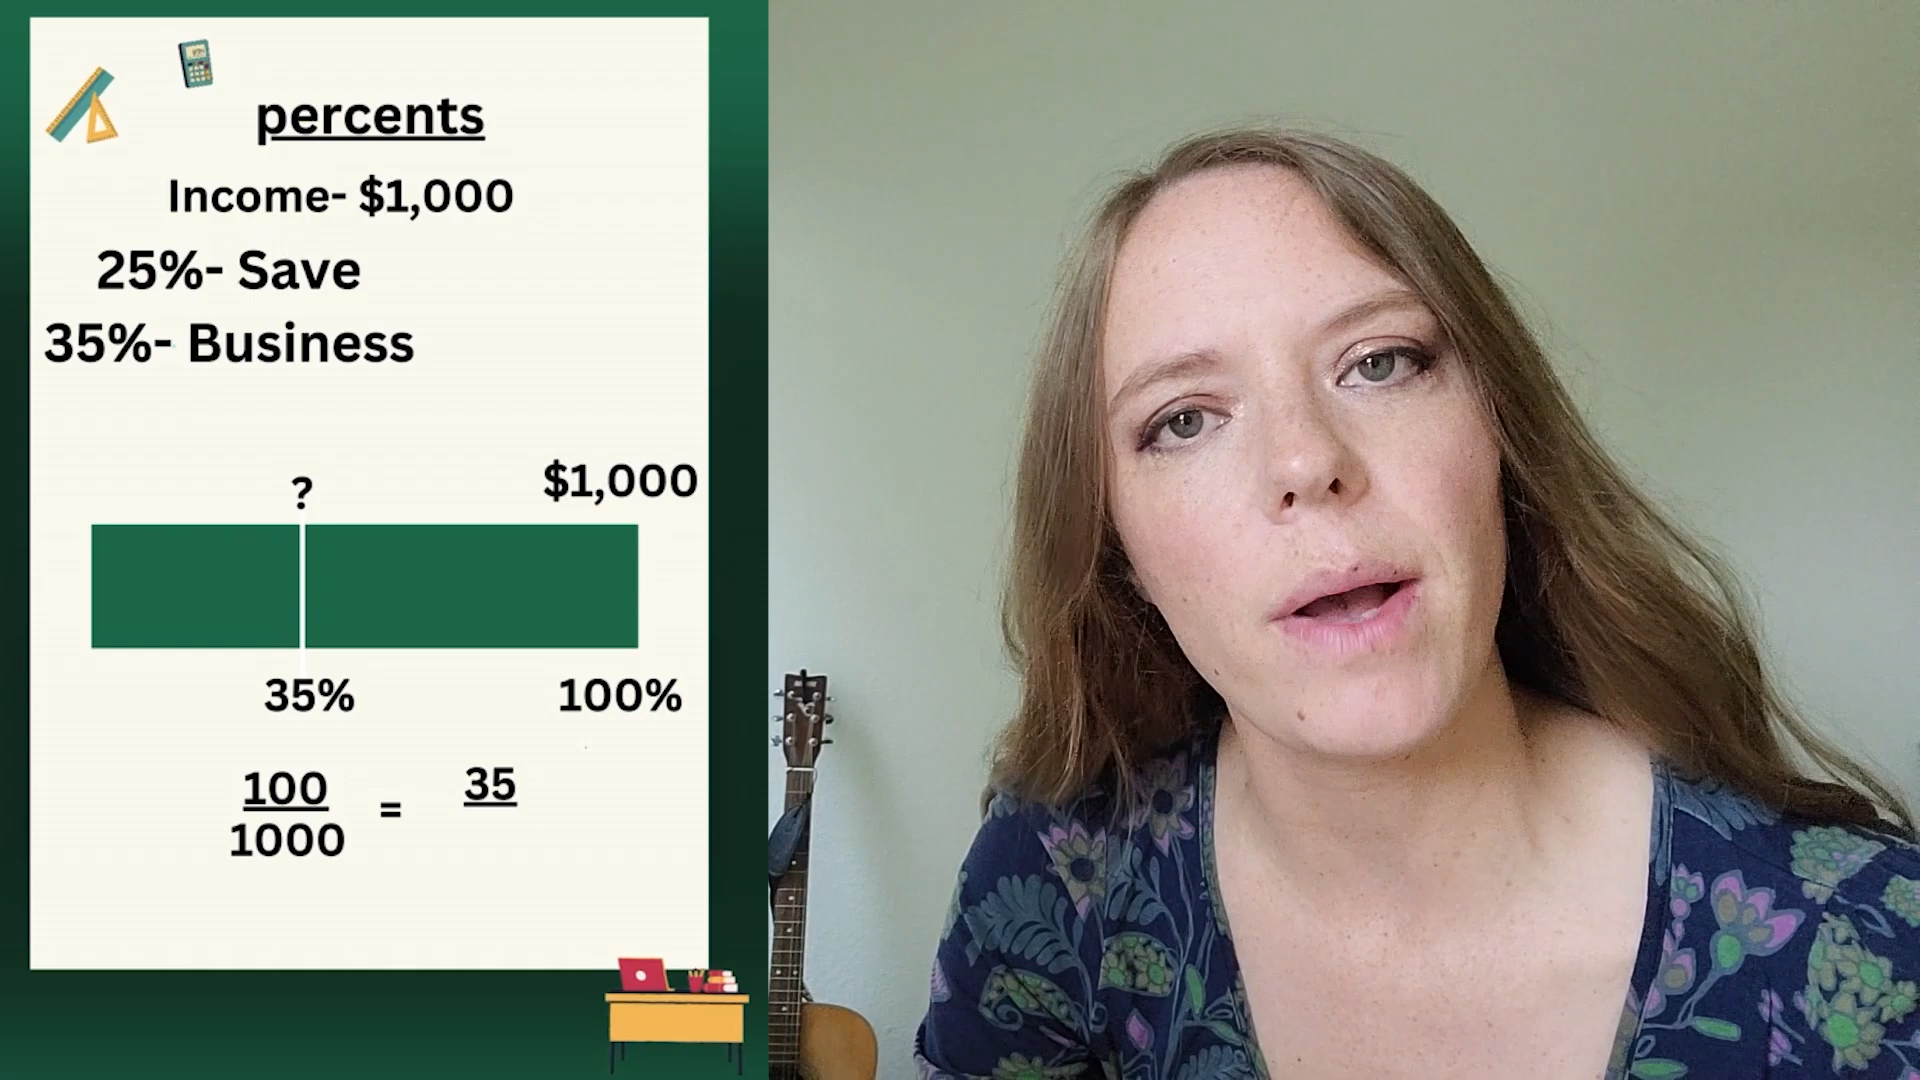 percents
Income- $1,000
25%- Save
35%- Business
? $1,000
35% 100%
100 = 35
1000